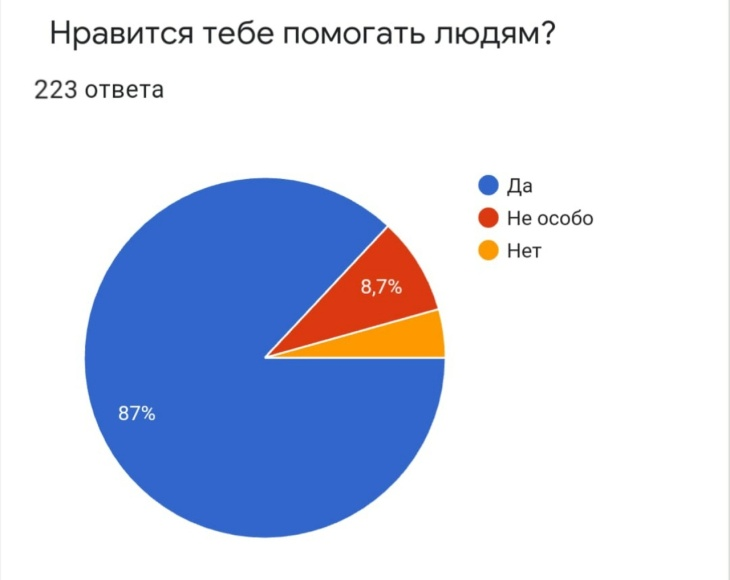 Нравится тебе помогать людям?
223 ответа
Да
Не особо
Нет
8,7%
87%